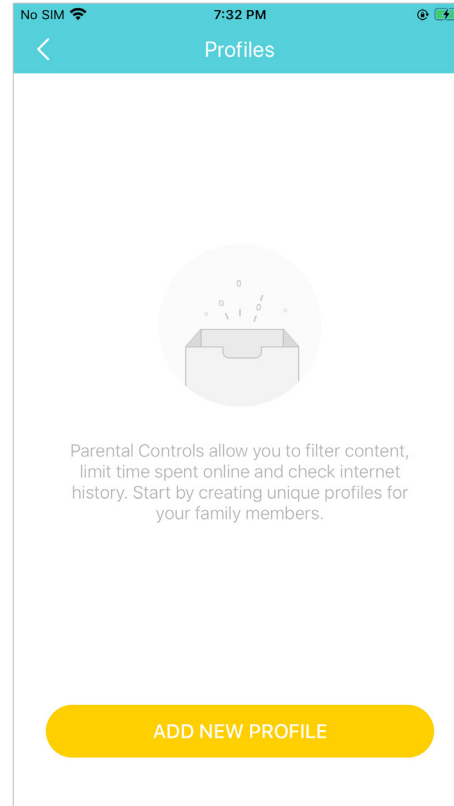 No SIM 7:32 PM
Profiles
Parental Controls allow you to filter content,
limit time spent online and check internet
history. Start by creating unique profiles for
your family members.
ADD NEW PROFILE